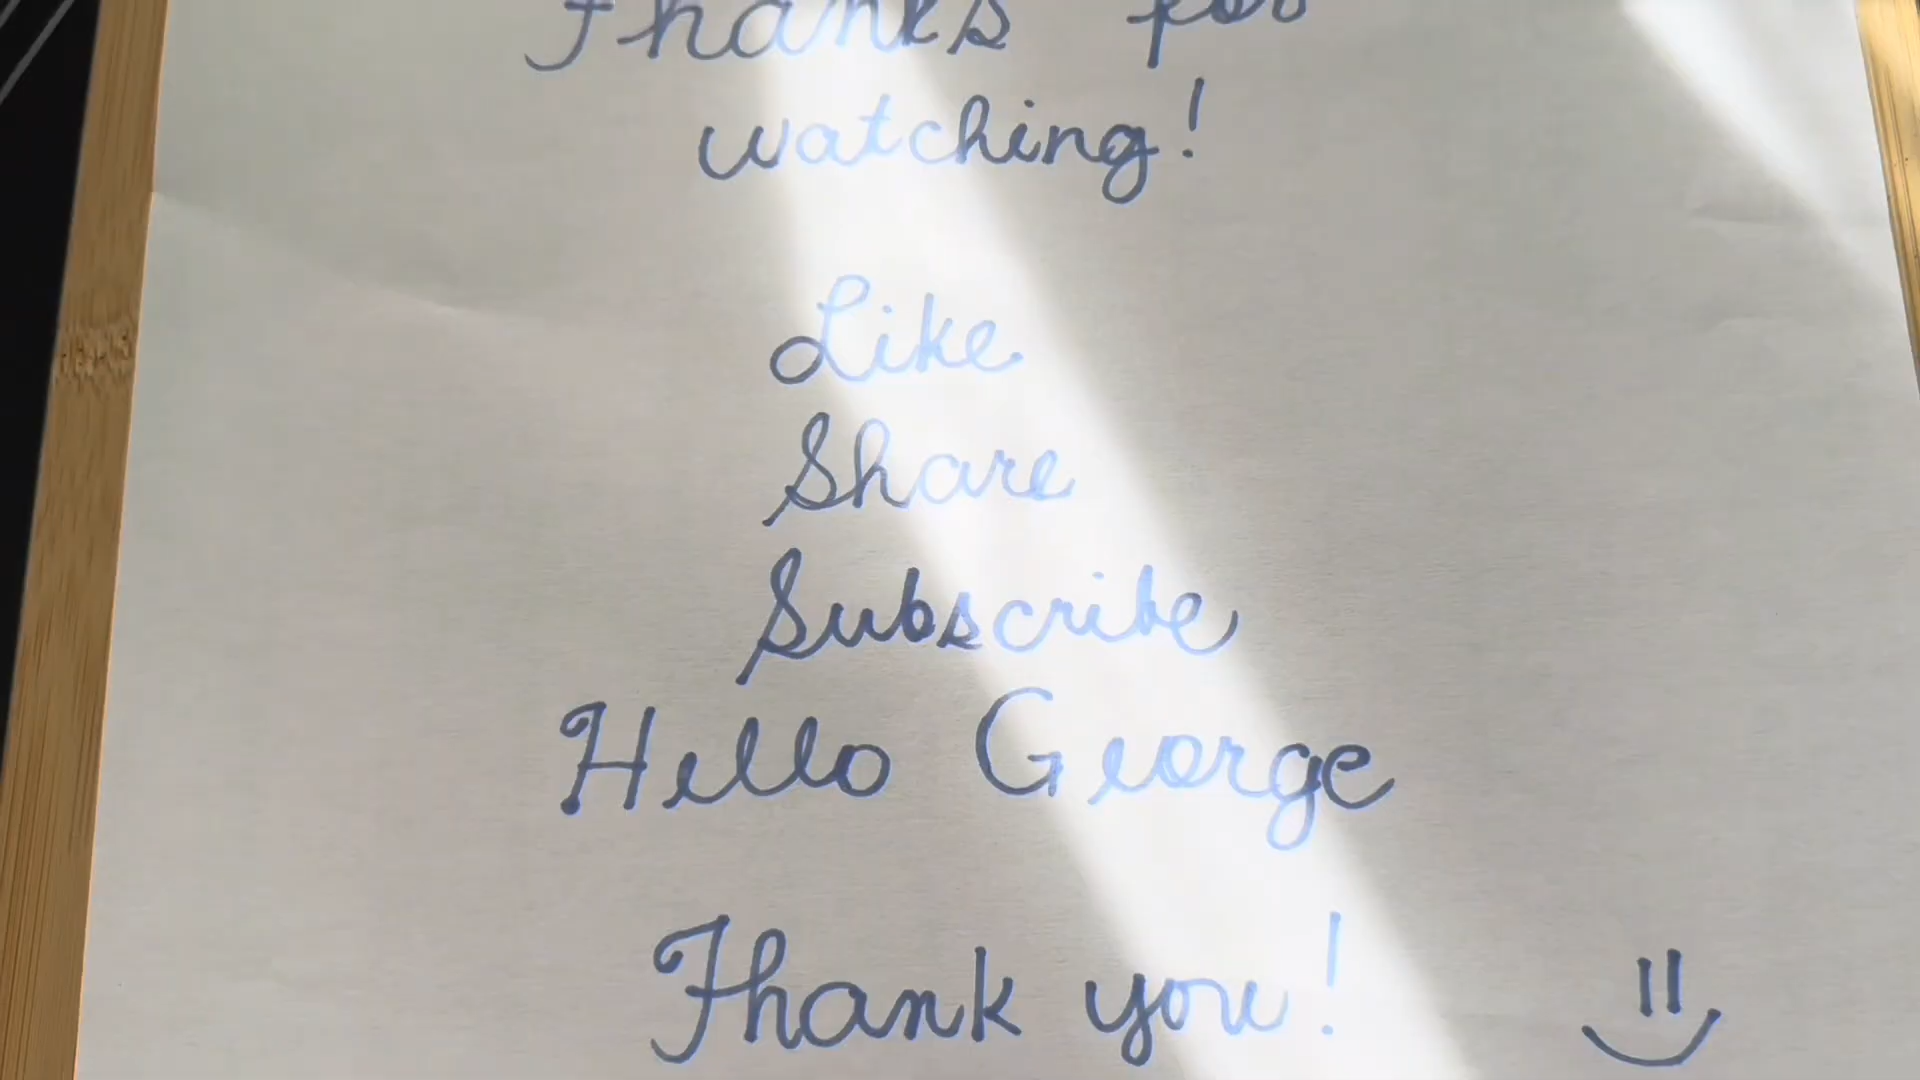 Thanks for
watching!
Like
Share
Subscribe
Hello George
Thank you!